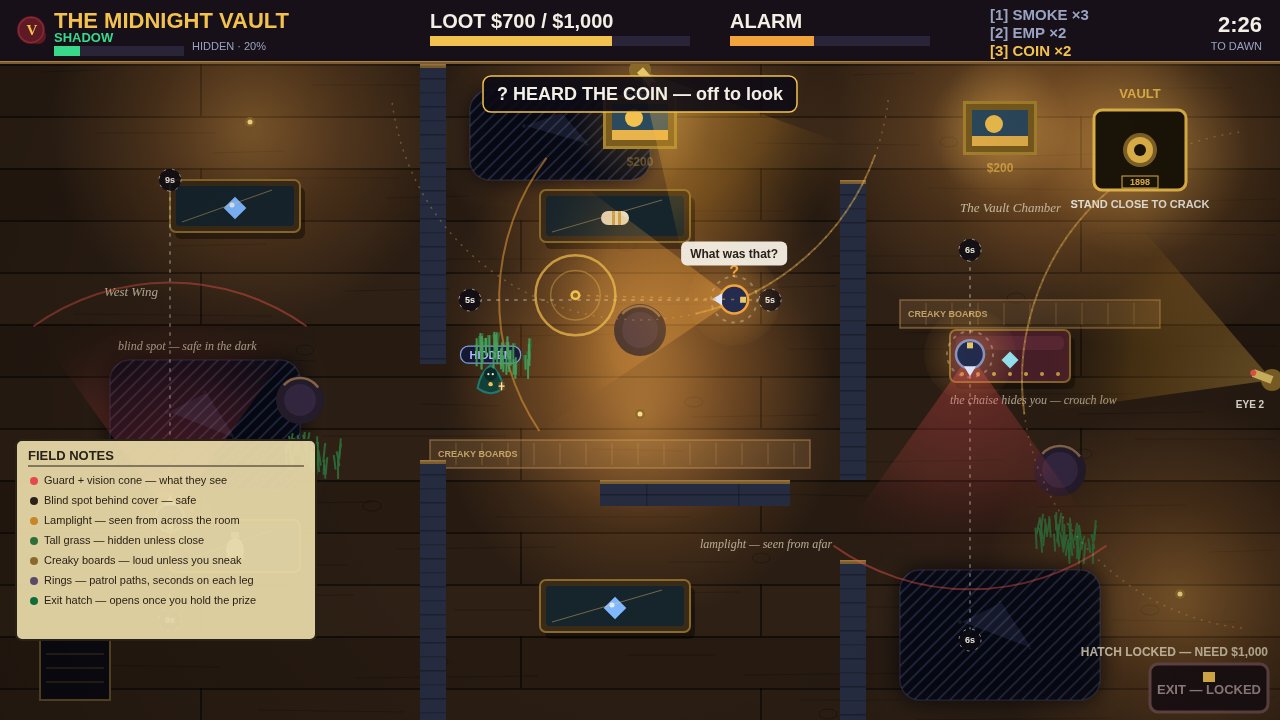 V
THE MIDNIGHT VAULT
SHADOW
HIDDEN · 20%
LOOT $700 / $1,000
ALARM
[1] SMOKE ×3
[2] EMP ×2
[3] COIN ×2
2:26
TO DAWN
? HEARD THE COIN — off to look
$200
$200
VAULT
1898
STAND CLOSE TO CRACK
The Vault Chamber
9s
What was that?
?
6s
West Wing
5s
5s
CREAKY BOARDS
blind spot — safe in the dark
HIDDEN
the chaise hides you — crouch low
EYE 2
CREAKY BOARDS
FIELD NOTES
Guard + vision cone — what they see
Blind spot behind cover — safe
Lamplight — seen from across the room
Tall grass — hidden unless close
Creaky boards — loud unless you sneak
Rings — patrol paths, seconds on each leg
Exit hatch — opens once you hold the prize
lamplight — seen from afar
6s
HATCH LOCKED — NEED $1,000
EXIT — LOCKED